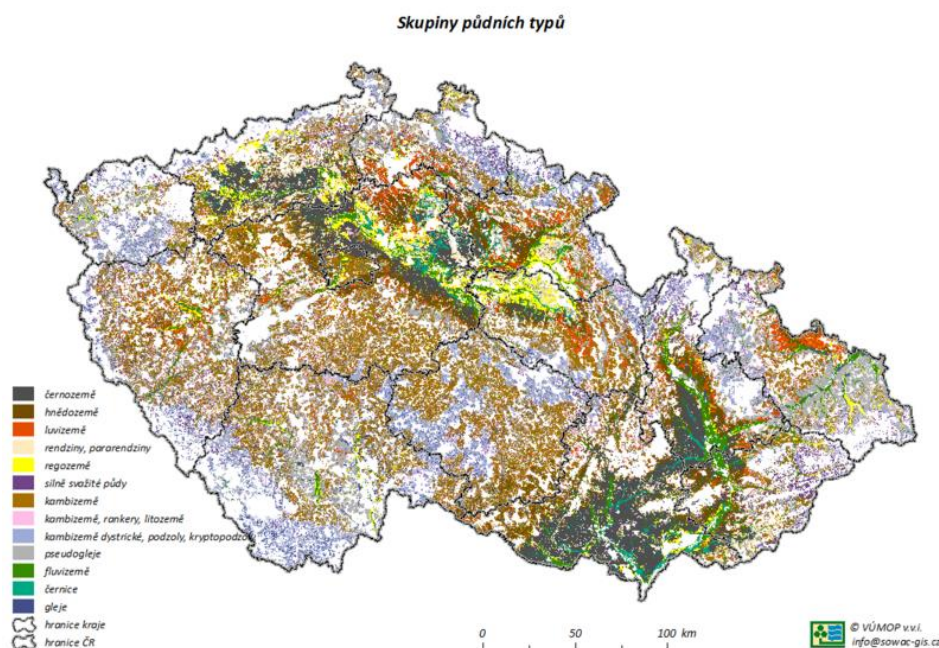 Skupiny půdních typů
černozemě
hnědozemě
luvizemě
rendziny, pararendziny
regozemě
silně svažité půdy
kambizemě
kambizemě, rankery, litozemě
kambizemě dystrické, podzoly, kryptopodzo
pseudogleje
fluvizemě
černice
gleje
hranice kraje
hranice ČR
0 50 100 km
© VÚMOP v.v.i.
info@sowac-gis.cz